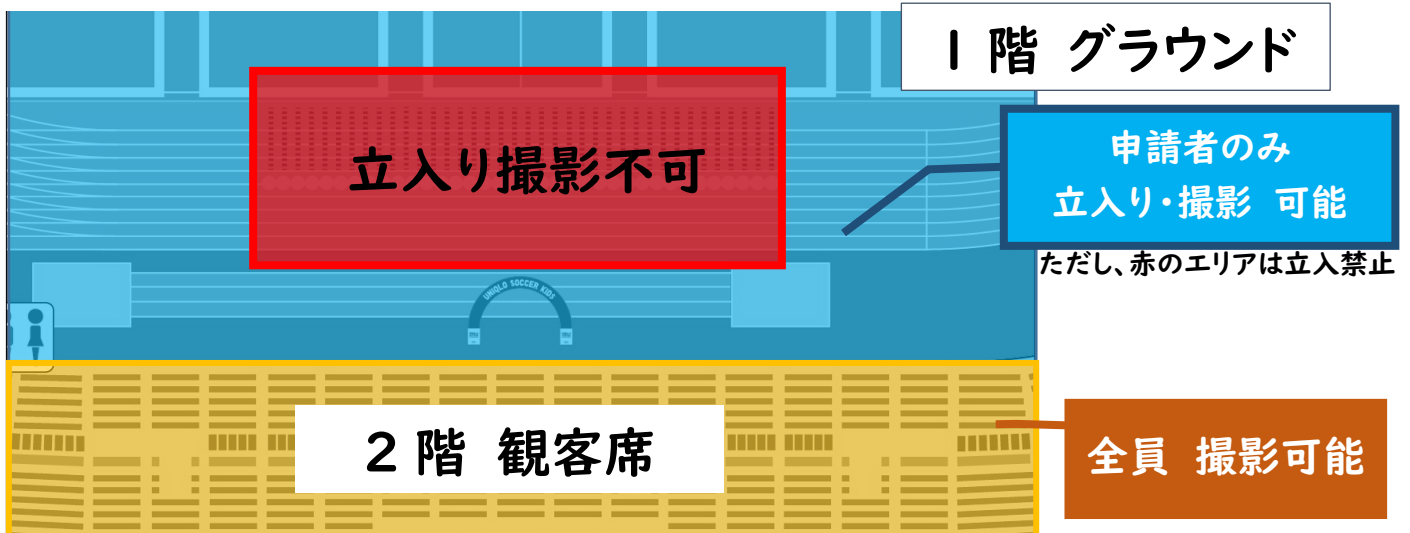 1階 グラウンド
立入り撮影不可
申請者のみ
立入り・撮影 可能
ただし、赤のエリアは立入禁止
UNIQLO SOCCER KIDS
2階 観客席
全員 撮影可能